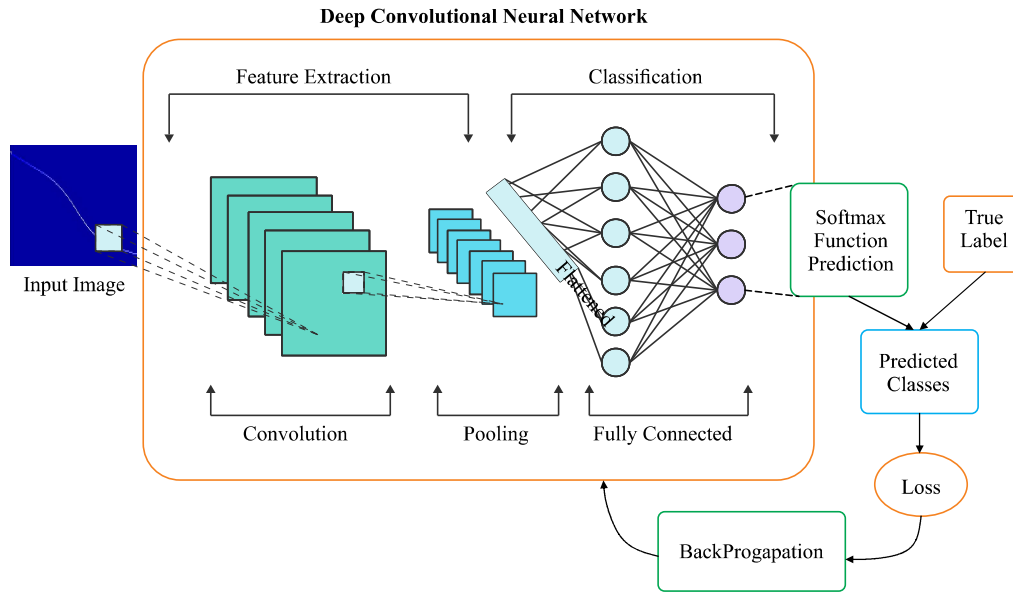 Deep Convolutional Neural Network
Feature Extraction
Classification
Input Image
Flattened
Softmax
Function
Prediction
True
Label
Predicted
Classes
Convolution
Pooling
Fully Connected
Loss
BackProgapation